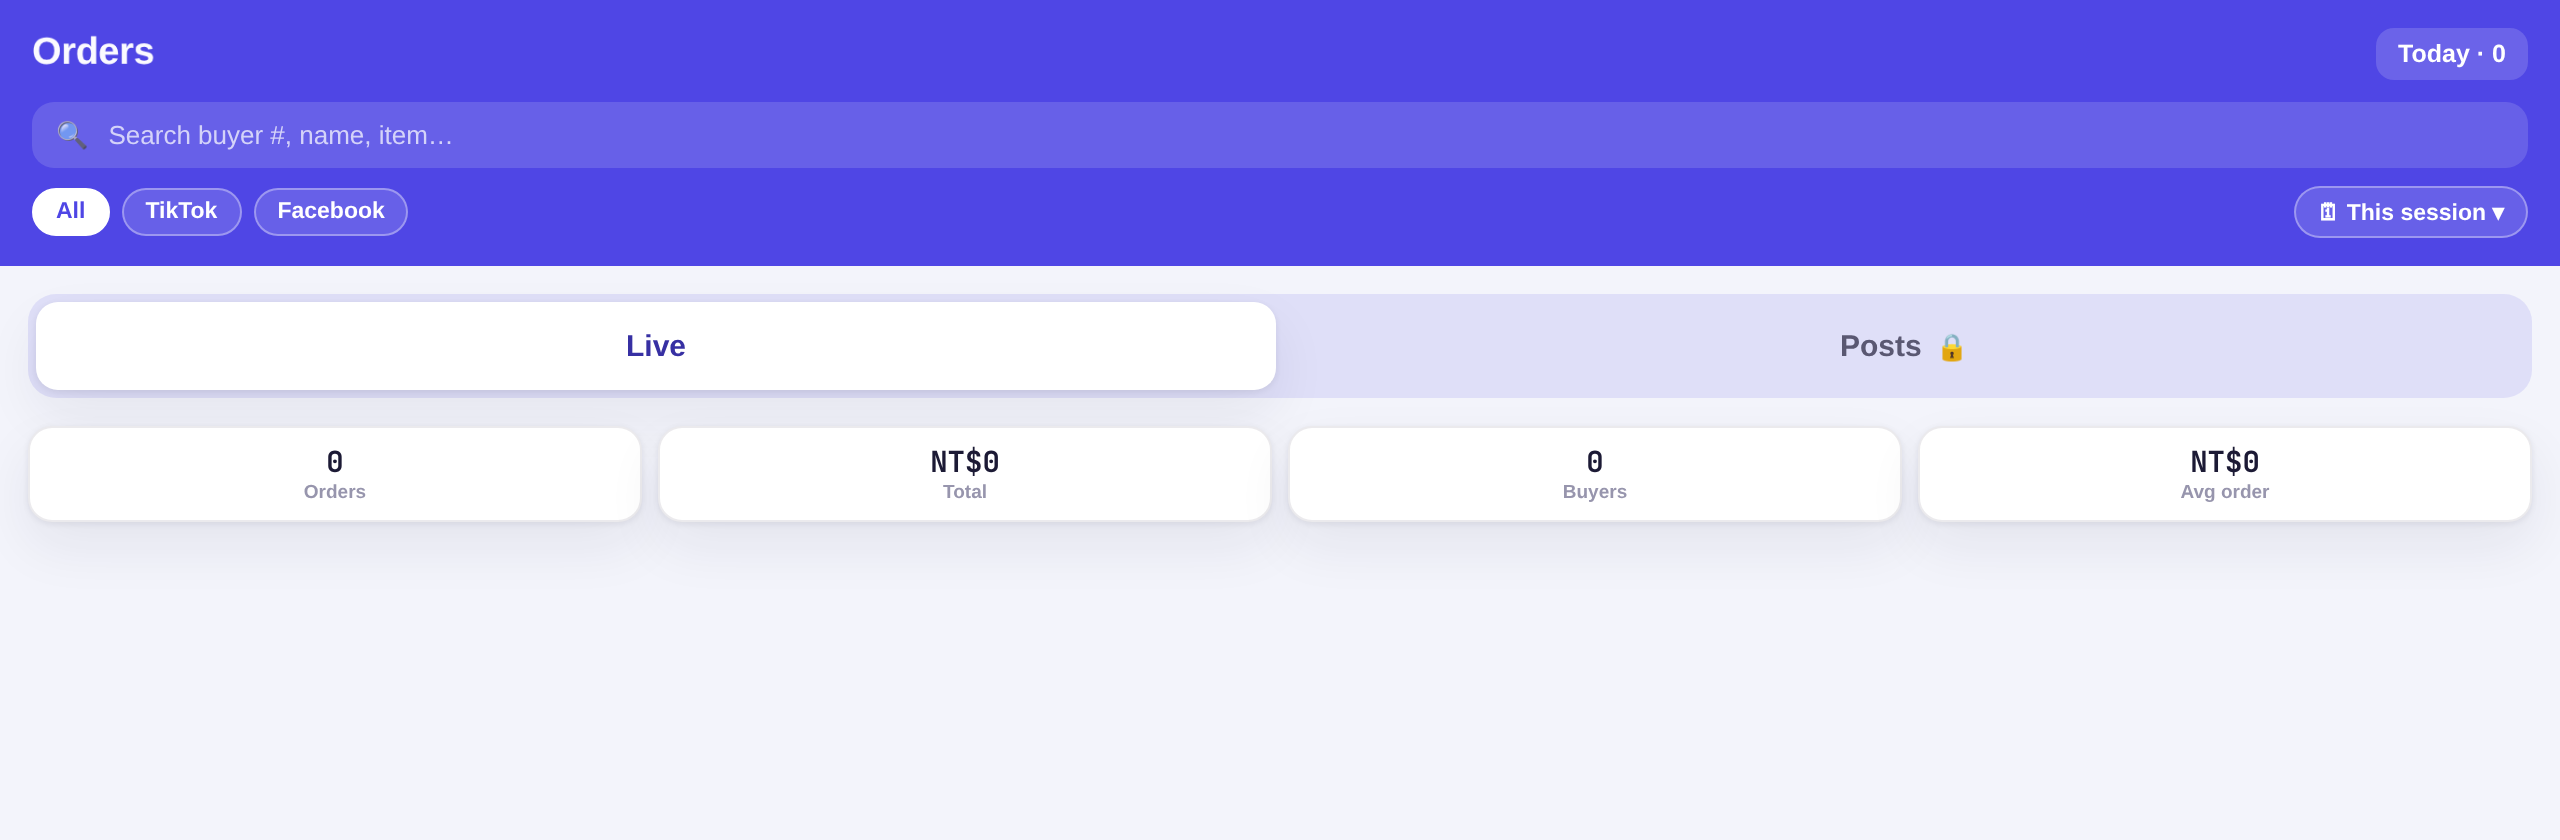 Orders
Today · 0
Search buyer #, name, item…
All
TikTok
Facebook
This session ▾
Live
Posts
0
Orders
NT$0
Total
0
Buyers
NT$0
Avg order